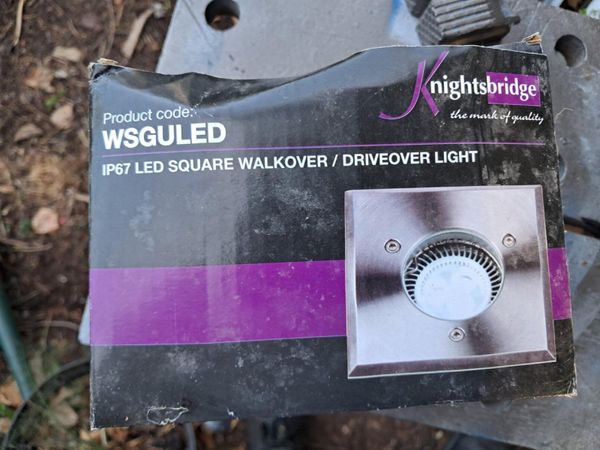 Product code:
WSGULED
IP67 LED SQUARE WALKOVER / DRIVEOVER LIGHT
Knightsbridge
the mark of quality